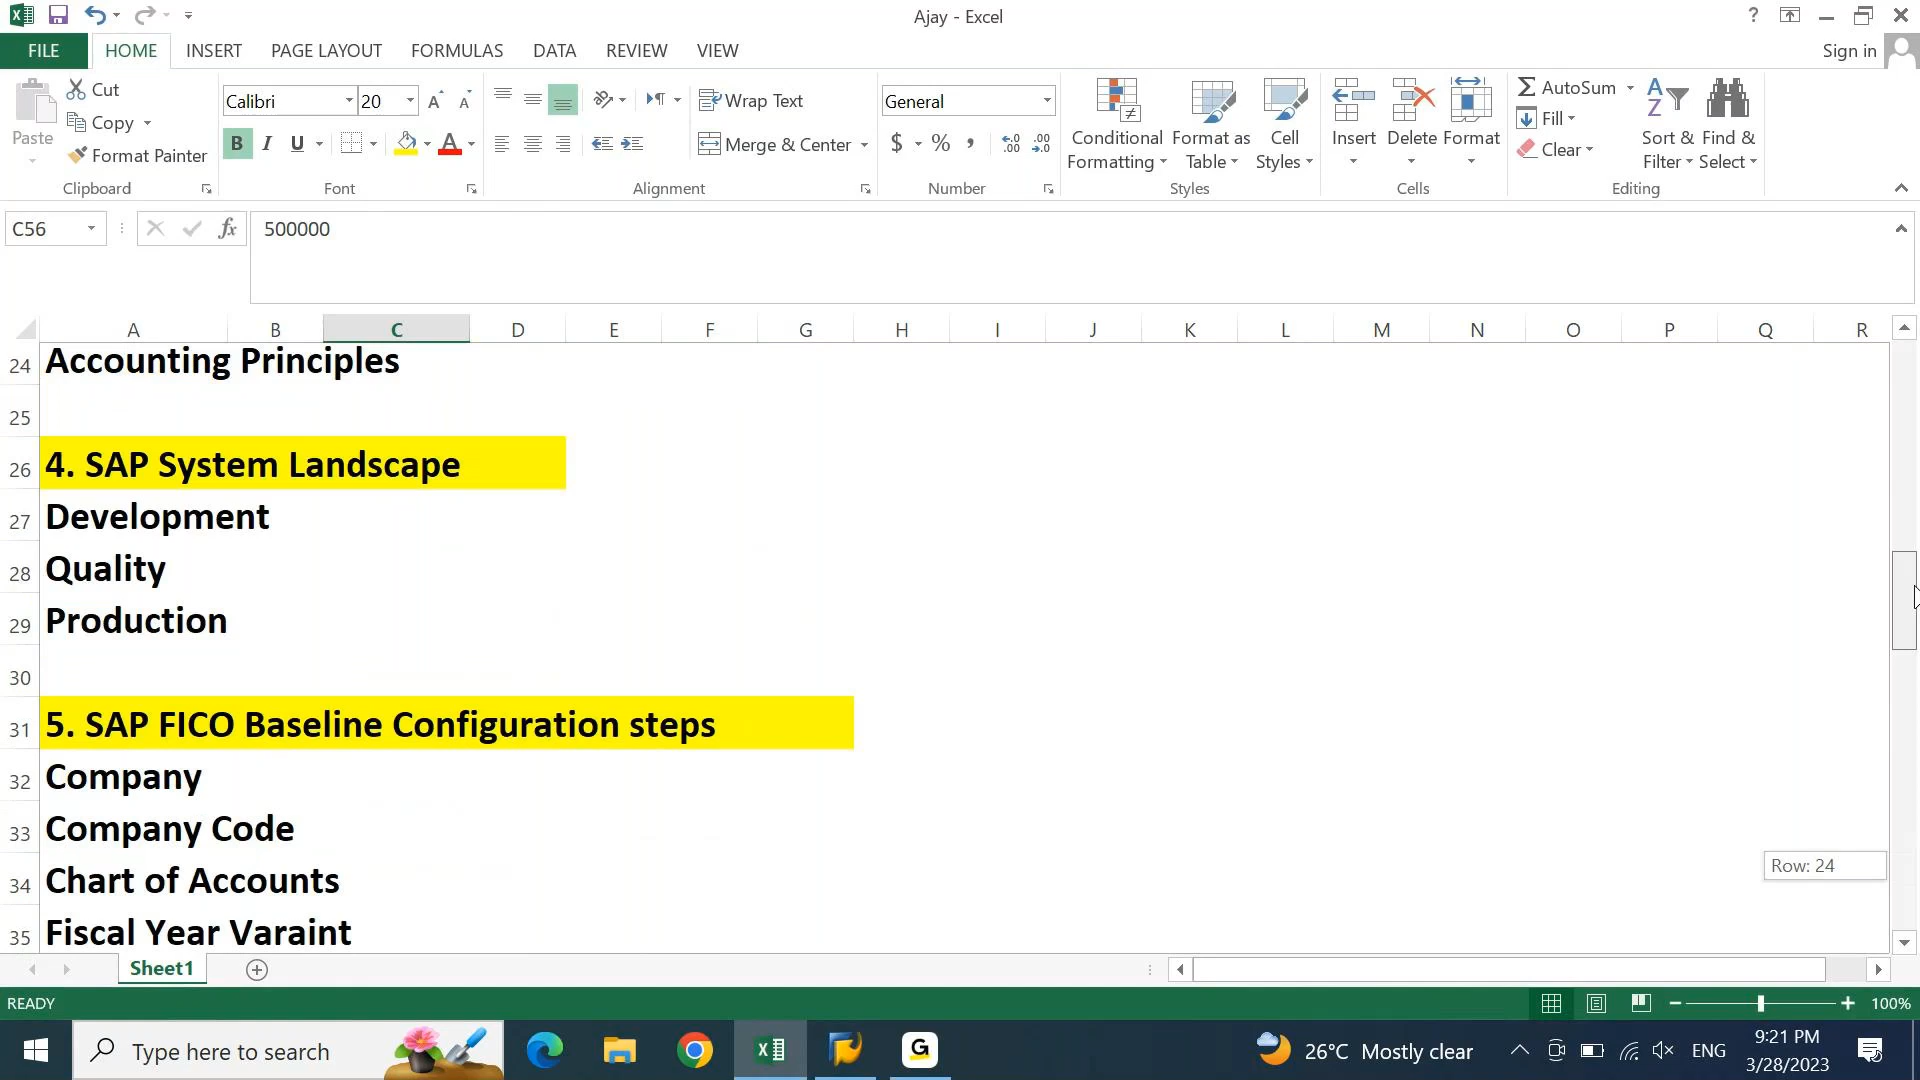 Ajay - Excel
?
FILE
HOME
INSERT
PAGE LAYOUT
FORMULAS
DATA
REVIEW
VIEW
Sign in
Paste
Cut
Copy
Format Painter
Clipboard
Calibri
20
B I U
Font
Wrap Text
Merge & Center
Alignment
General
$ % ,
Number
Conditional
Formatting
Format as
Table
Cell
Styles
Styles
Insert
Delete
Format
Cells
AutoSum
Fill
Clear
Sort &
Filter
Find &
Select
Editing
C56
fx
500000
A B C D E F G H I J K L M N O P Q R
24 Accounting Principles
25
26 4. SAP System Landscape
27 Development
28 Quality
29 Production
30
31 5. SAP FICO Baseline Configuration steps
32 Company
33 Company Code
34 Chart of Accounts
35 Fiscal Year Varaint
Row: 24
Sheet1
READY
100%
Type here to search
26°C Mostly clear
ENG
9:21 PM
3/28/2023